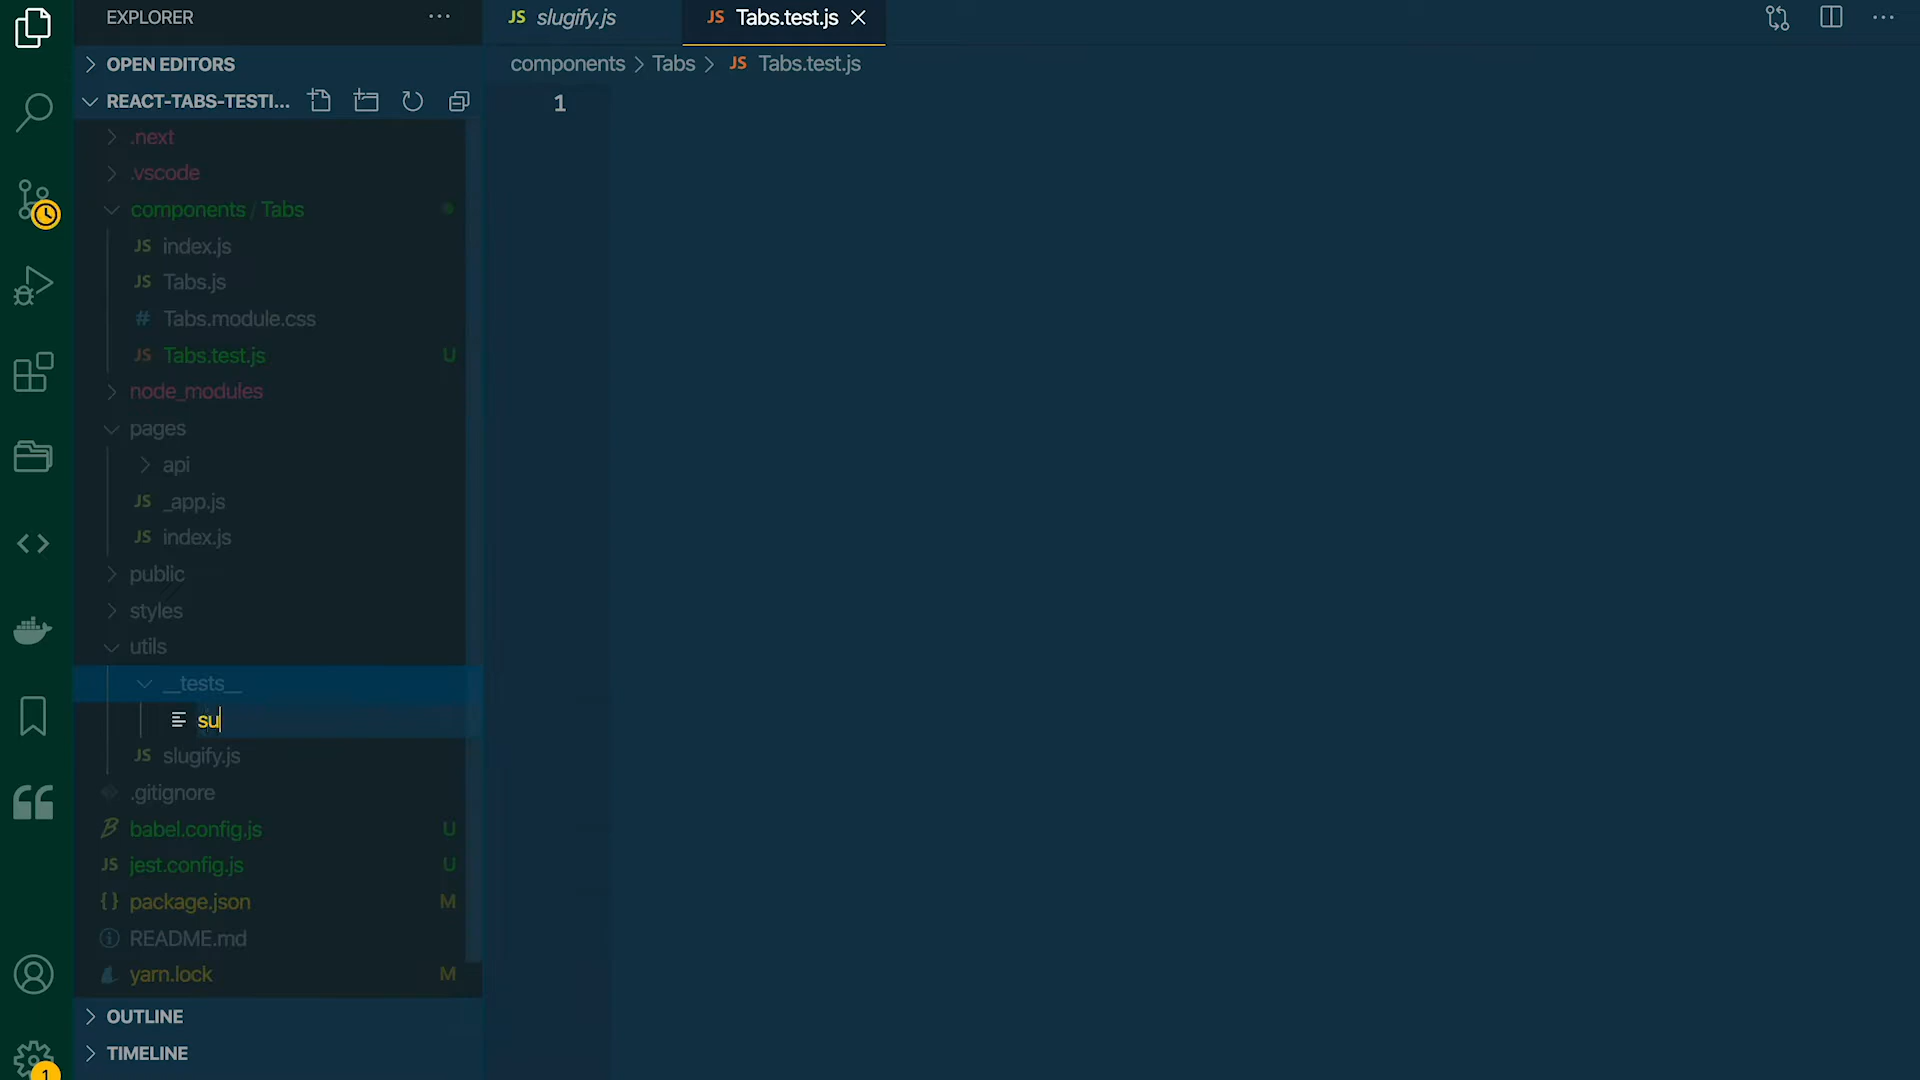 EXPLORER
JS slugify.js
JS Tabs.test.js
OPEN EDITORS
components > Tabs > JS Tabs.test.js
REACT-TABS-TESTI...
1
.next
.vscode
components / Tabs
JS index.js
JS Tabs.js
# Tabs.module.css
JS Tabs.test.js U
node_modules
pages
api
JS _app.js
JS index.js
public
styles
utils
__tests__
su
JS slugify.js
.gitignore
babel.config.js U
JS jest.config.js U
{} package.json M
README.md
yarn.lock M
OUTLINE
TIMELINE
1